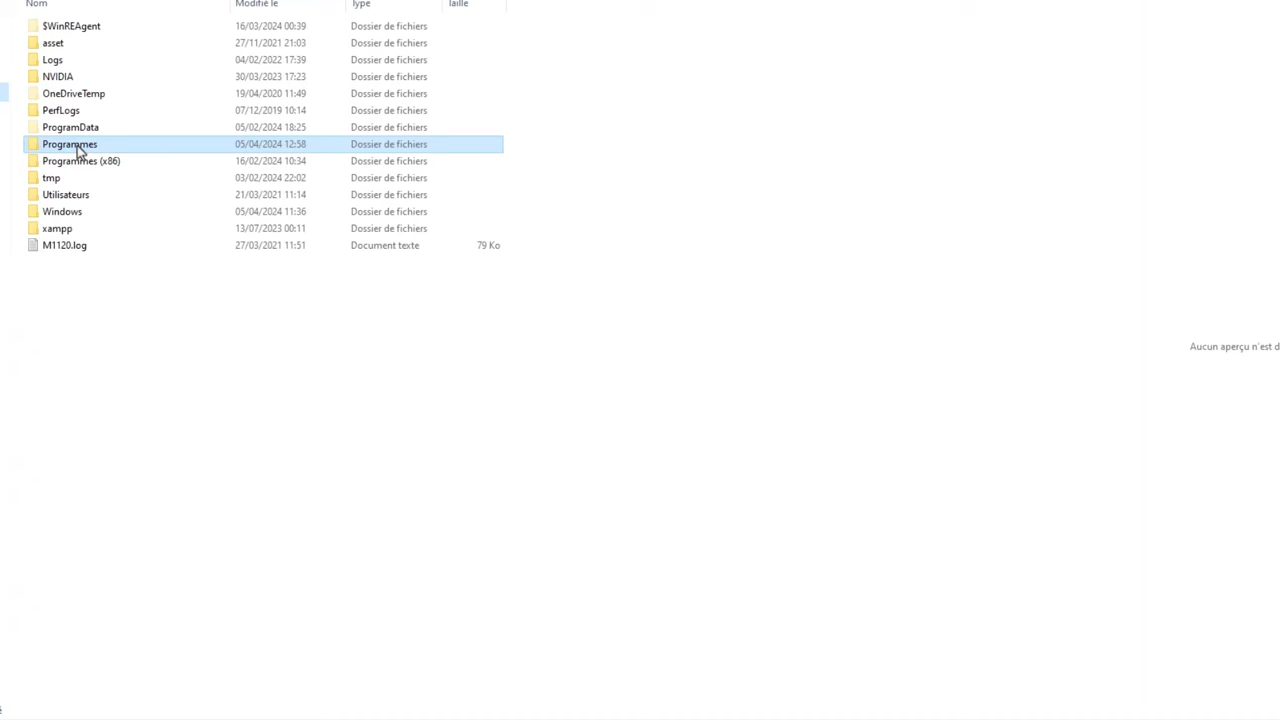 Nom Modifié le Type Taille
$WinREAgent 16/03/2024 00:39 Dossier de fichiers
asset 27/11/2021 21:03 Dossier de fichiers
Logs 04/02/2022 17:39 Dossier de fichiers
NVIDIA 30/03/2023 17:23 Dossier de fichiers
OneDriveTemp 19/04/2020 11:49 Dossier de fichiers
PerfLogs 07/12/2019 10:14 Dossier de fichiers
ProgramData 05/02/2024 18:25 Dossier de fichiers
Programmes 05/04/2024 12:58 Dossier de fichiers
Programmes (x86) 16/02/2024 10:34 Dossier de fichiers
tmp 03/02/2024 22:02 Dossier de fichiers
Utilisateurs 21/03/2021 11:14 Dossier de fichiers
Windows 05/04/2024 11:36 Dossier de fichiers
xampp 13/07/2023 00:11 Dossier de fichiers
M1120.log 27/03/2021 11:51 Document texte 79 Ko
Aucun aperçu n'est d